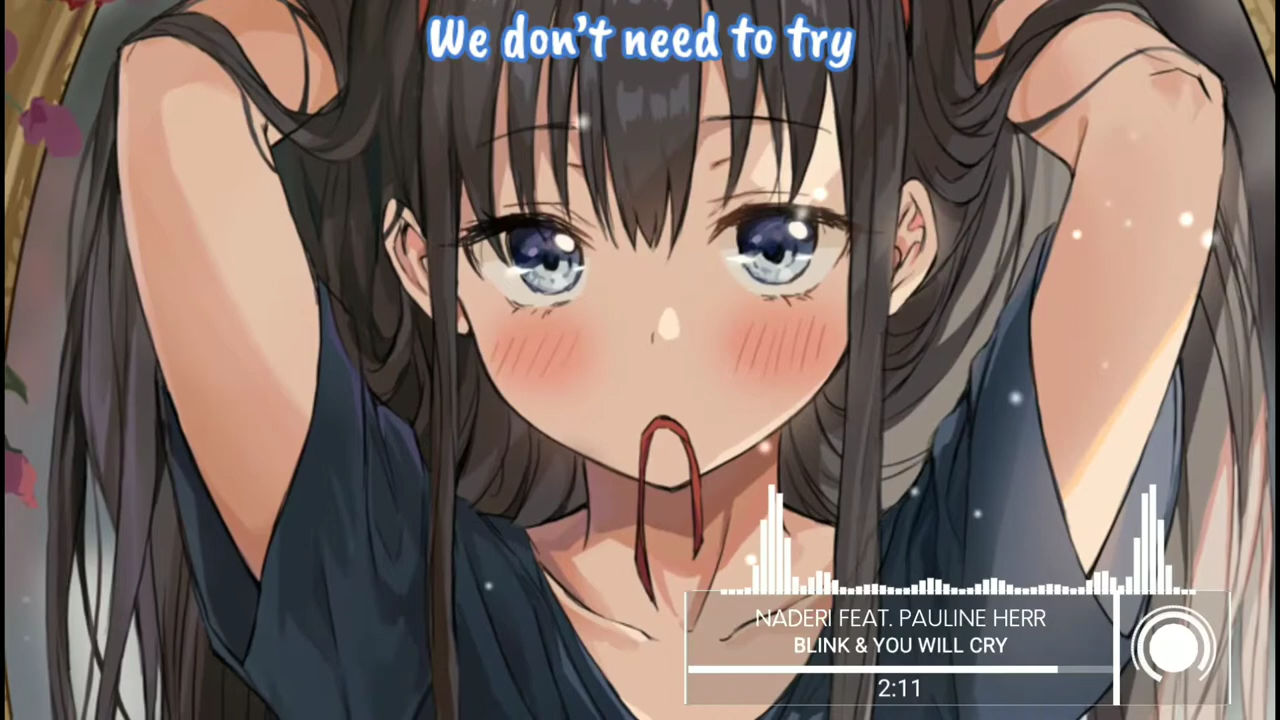 We don't need to try
NADERI FEAT. PAULINE HERR
BLINK & YOU WILL CRY
2:11